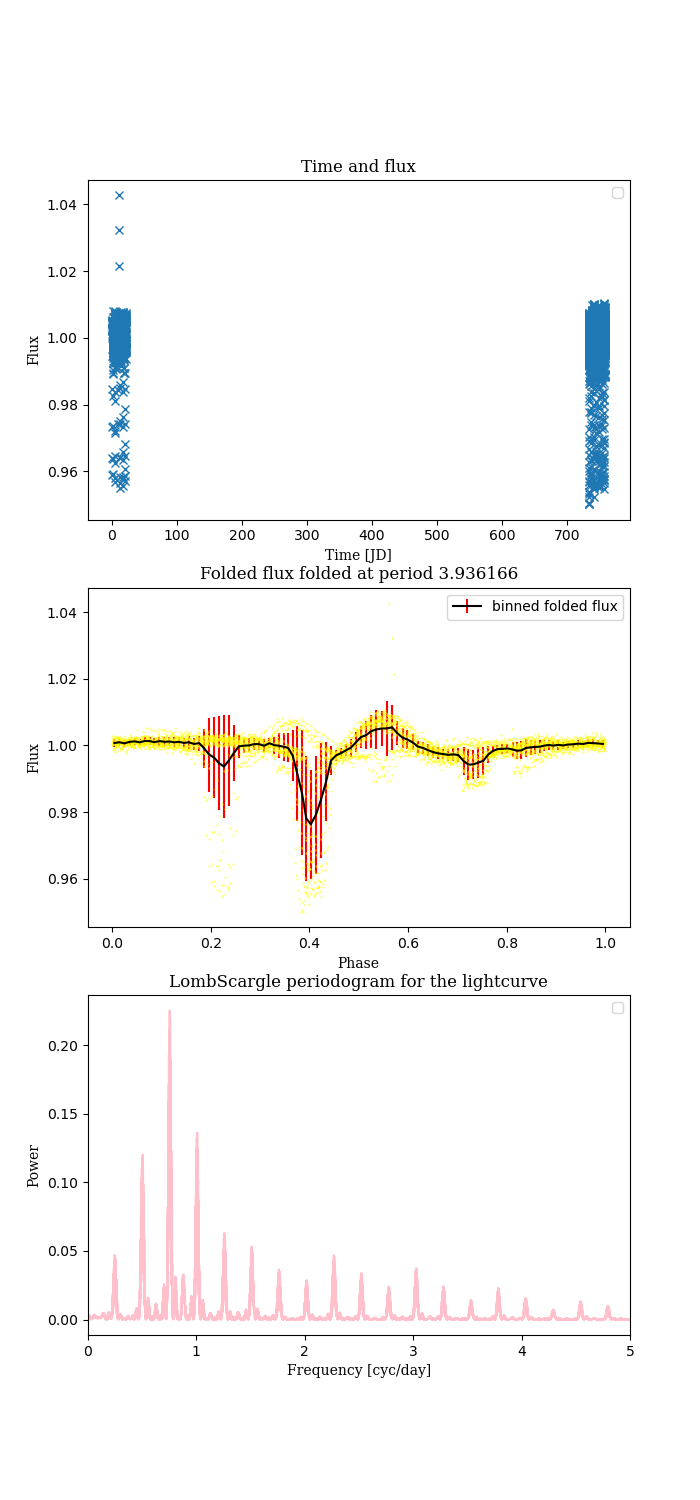 Time and flux
1.04
1.02
1.00
0.98
0.96
Flux
0 100 200 300 400 500 600 700
Time [JD]
Folded flux folded at period 3.936166
binned folded flux
1.04
1.02
1.00
0.98
0.96
Flux
0.0 0.2 0.4 0.6 0.8 1.0
Phase
LombScargle periodogram for the lightcurve
0.20
0.15
0.10
0.05
0.00
Power
0 1 2 3 4 5
Frequency [cyc/day]